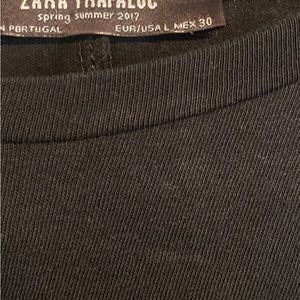 ZARA TRAFALUC
spring summer 2017
N PORTUGAL EUR/USA L MEX 30